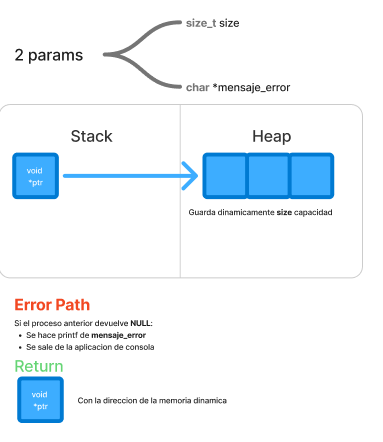 size_t size
2 params
char *mensaje_error
Stack
Heap
void
*ptr
Guarda dinamicamente size capacidad
Error Path
Si el proceso anterior devuelve NULL:
• Se hace printf de mensaje_error
• Se sale de la aplicacion de consola
Return
void
*ptr
Con la direccion de la memoria dinamica